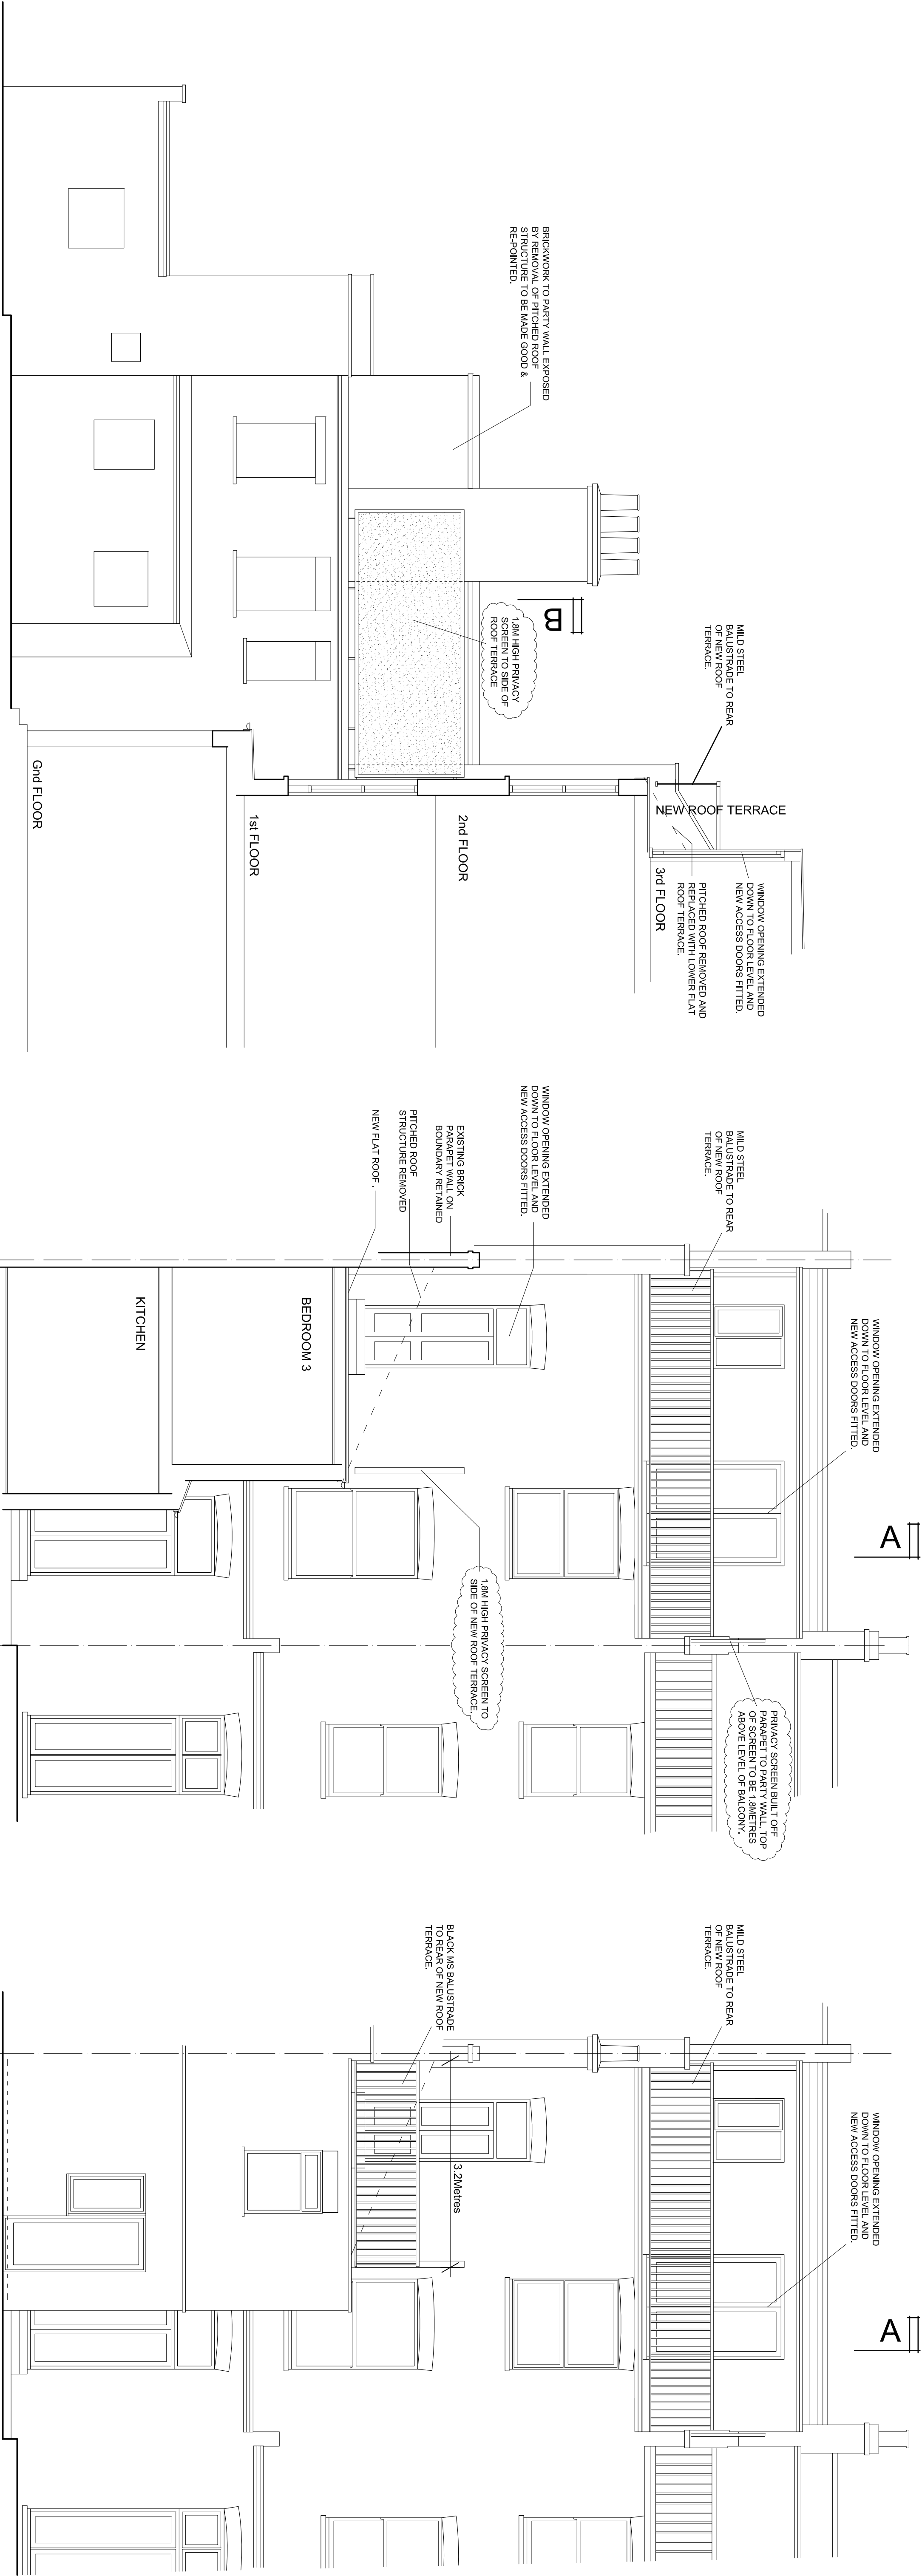 BRICKWORK TO PARTY WALL EXPOSED
BY REMOVAL OF PITCHED ROOF
STRUCTURE TO BE MADE GOOD &
RE-POINTED.
B
1.8M HIGH PRIVACY
SCREEN TO SIDE OF
ROOF TERRACE
MILD STEEL
BALUSTRADE TO REAR
OF NEW ROOF
TERRACE.
NEW ROOF TERRACE
WINDOW OPENING EXTENDED
DOWN TO FLOOR LEVEL AND
NEW ACCESS DOORS FITTED.
PITCHED ROOF REMOVED AND
REPLACED WITH LOWER FLAT
ROOF TERRACE.
3rd FLOOR
2nd FLOOR
1st FLOOR
Gnd FLOOR
MILD STEEL
BALUSTRADE TO REAR
OF NEW ROOF
TERRACE.
WINDOW OPENING EXTENDED
DOWN TO FLOOR LEVEL AND
NEW ACCESS DOORS FITTED.
A
WINDOW OPENING EXTENDED
DOWN TO FLOOR LEVEL AND
NEW ACCESS DOORS FITTED.
EXISTING BRICK
PARAPET WALL ON
BOUNDARY RETAINED
PITCHED ROOF
STRUCTURE REMOVED
NEW FLAT ROOF .
BEDROOM 3
KITCHEN
1.8M HIGH PRIVACY SCREEN TO
SIDE OF NEW ROOF TERRACE.
PRIVACY SCREEN BUILT OFF
PARAPET TO PARTY WALL. TOP
OF SCREEN TO BE 1.8METRES
ABOVE LEVEL OF BALCONY.
MILD STEEL
BALUSTRADE TO REAR
OF NEW ROOF
TERRACE.
WINDOW OPENING EXTENDED
DOWN TO FLOOR LEVEL AND
NEW ACCESS DOORS FITTED.
A
BLACK MS BALUSTRADE
TO REAR OF NEW ROOF
TERRACE.
3.2Metres